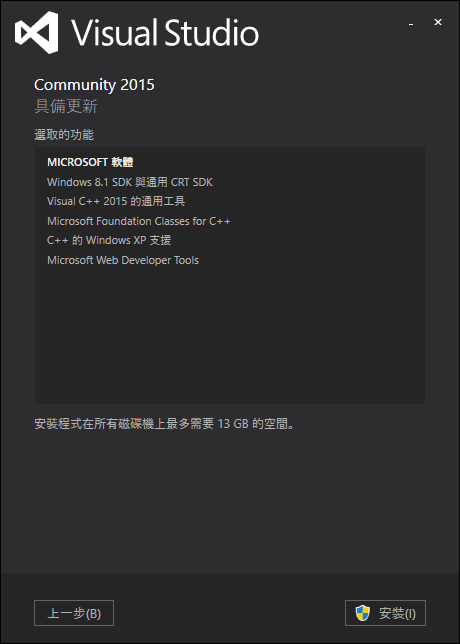 Visual Studio
Community 2015
具備更新
選取的功能
MICROSOFT 軟體
Windows 8.1 SDK 與通用 CRT SDK
Visual C++ 2015 的通用工具
Microsoft Foundation Classes for C++
C++ 的 Windows XP 支援
Microsoft Web Developer Tools
安裝程式在所有磁碟機上最多需要 13 GB 的空間。
上一步(B)
安裝(I)